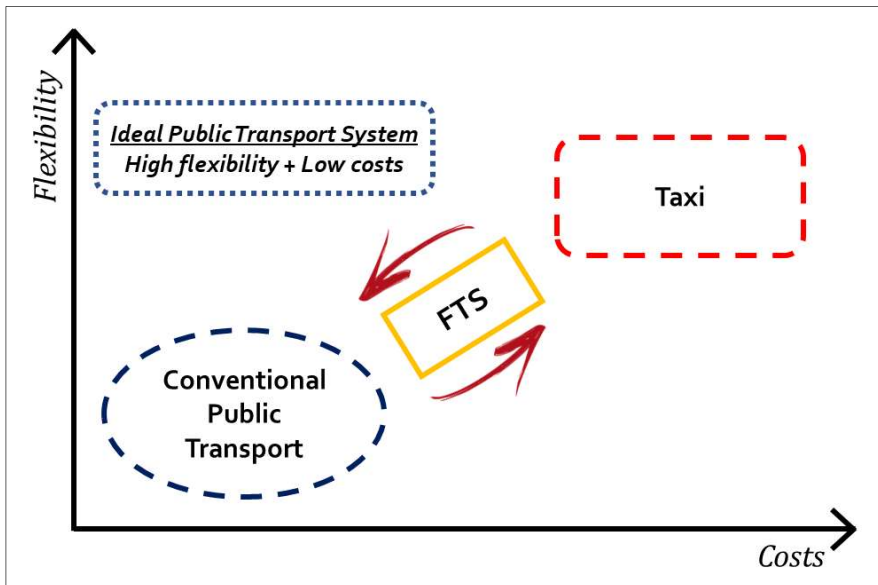 Flexibility
Ideal Public Transport System
High flexibility + Low costs
Taxi
FTS
Conventional
Public
Transport
Costs